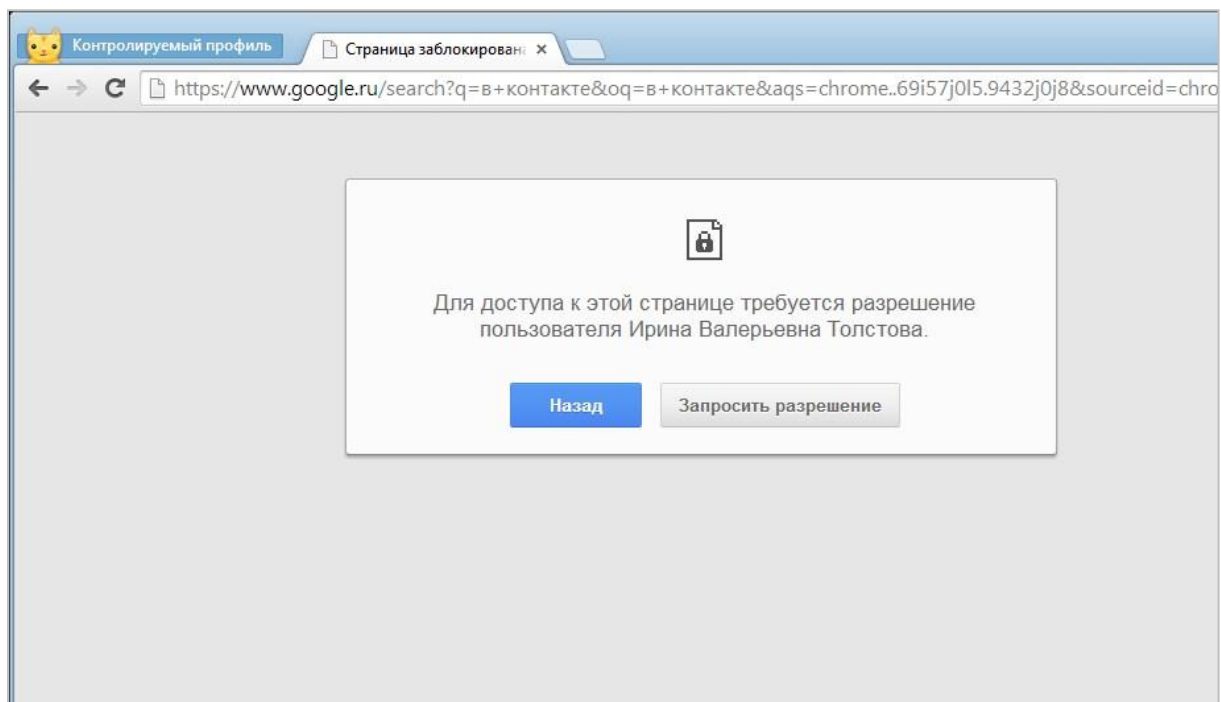 Контролируемый профиль
Страница заблокирован
https://www.google.ru/search?q=в+контакте&oq=в+контакте&aqs=chrome..69i57j0l5.9432j0j8&sourceid=chro
Для доступа к этой странице требуется разрешение
пользователя Ирина Валерьевна Толстова.
Назад
Запросить разрешение